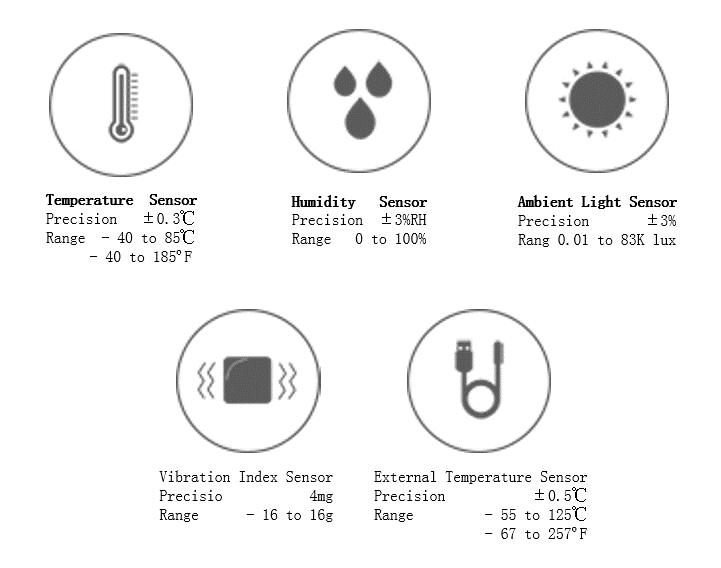 Temperature Sensor
Precision ±0.3℃
Range - 40 to 85℃
- 40 to 185°F
Humidity Sensor
Precision ±3%RH
Range 0 to 100%
Ambient Light Sensor
Precision ±3%
Rang 0.01 to 83K lux
Vibration Index Sensor
Precisio 4mg
Range - 16 to 16g
External Temperature Sensor
Precision ±0.5℃
Range - 55 to 125℃
- 67 to 257°F